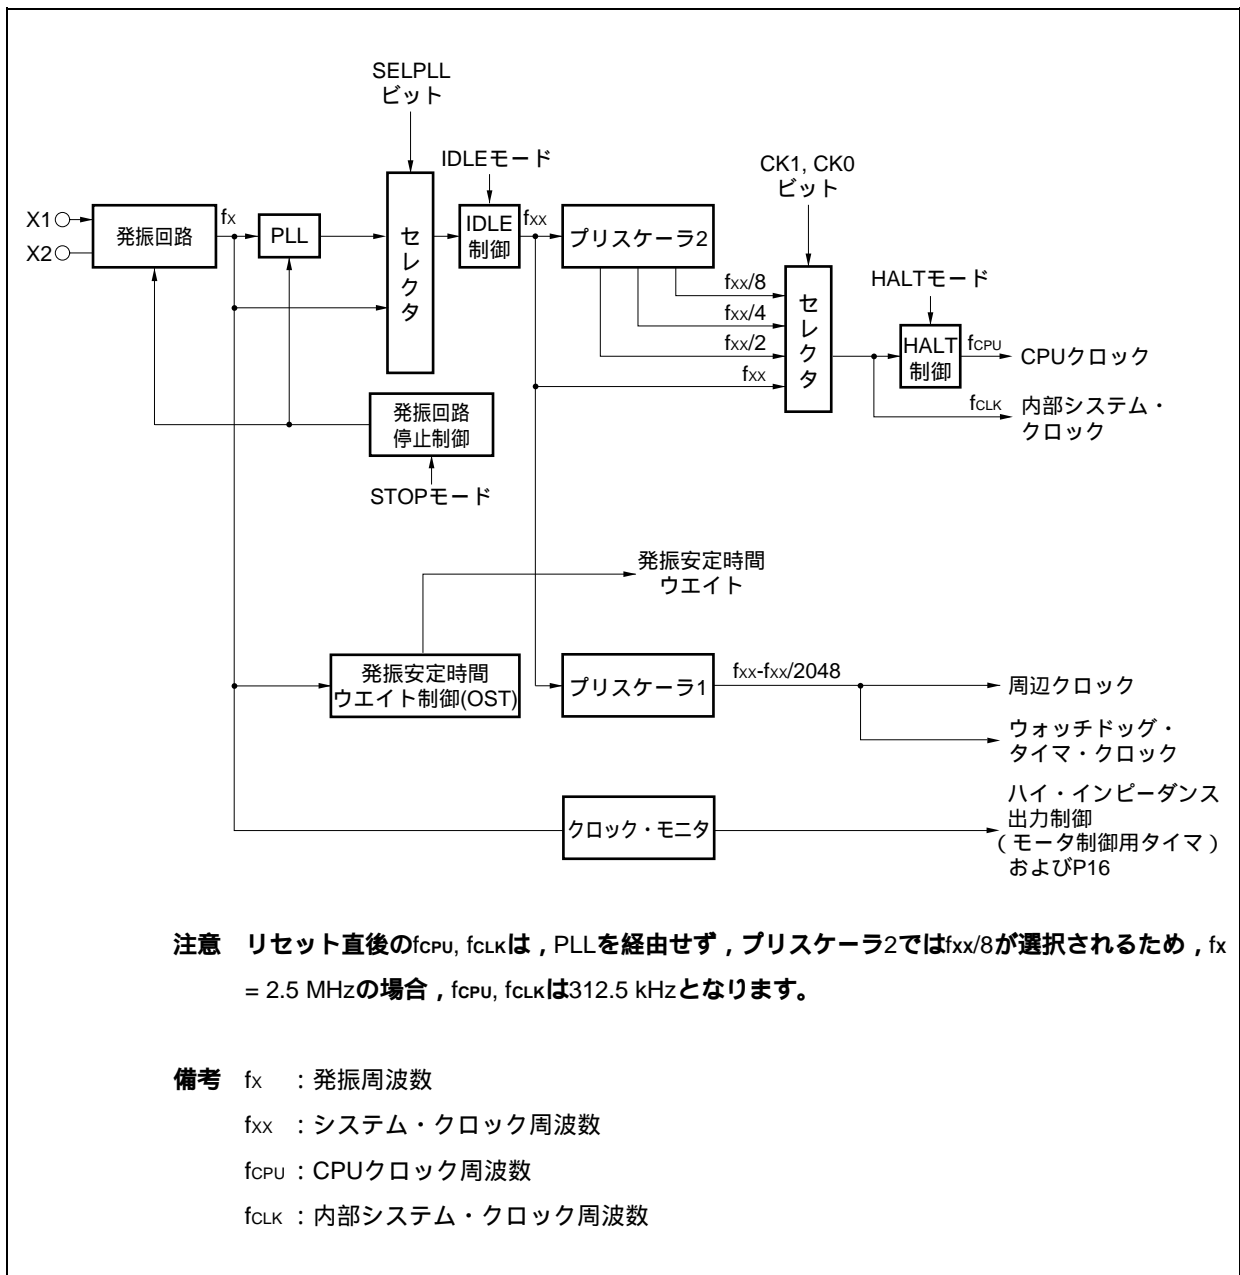 SELPLL
ビット
IDLEモード
CK1, CK0
ビット
X1
X2
発振回路
fX
PLL
セレクタ
IDLE
制御
fXX
プリスケーラ2
fXX/8
fXX/4
fXX/2
fXX
セレクタ
HALTモード
HALT
制御
fCPU
CPUクロック
fCLK
内部システム・
クロック
発振回路
停止制御
STOPモード
発振安定時間
ウエイト
発振安定時間
ウエイト制御(OST)
プリスケーラ1
fXX-fXX/2048
周辺クロック
ウォッチドッグ・
タイマ・クロック
クロック・モニタ
ハイ・インピーダンス
出力制御
（モータ制御用タイマ）
およびP16
注意 リセット直後のfCPU, fCLKは，PLLを経由せず，プリスケーラ2ではfXX/8が選択されるため，fX
= 2.5 MHzの場合，fCPU, fCLKは312.5 kHzとなります。
備考 fX ：発振周波数
fXX ：システム・クロック周波数
fCPU：CPUクロック周波数
fCLK ：内部システム・クロック周波数